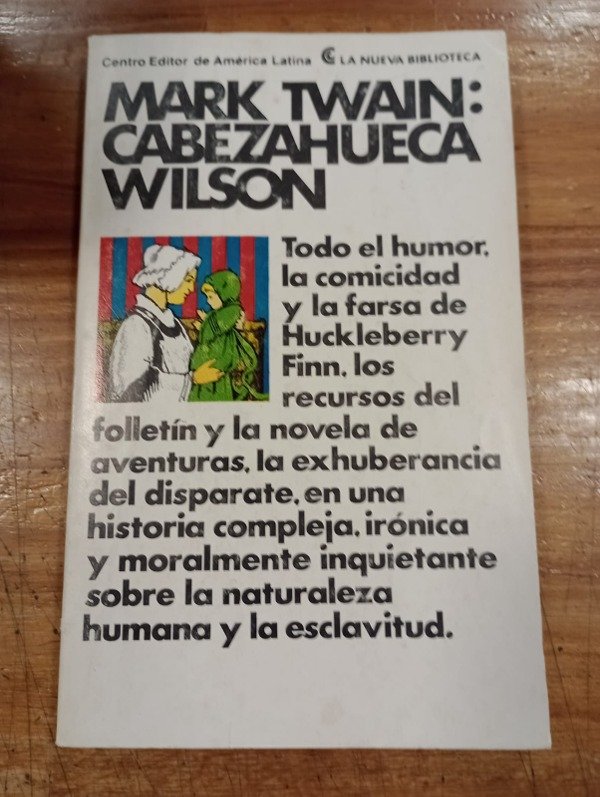 Centro Editor de América Latina CE LA NUEVA BIBLIOTECA
MARK TWAIN:
CABEZAHUECA
WILSON
Todo el humor,
la comicidad
y la farsa de
Huckleberry
Finn, los
recursos del
folletín y la novela de
aventuras, la exhuberancia
del disparate, en una
historia compleja, irónica
y moralmente inquietante
sobre la naturaleza
humana y la esclavitud.